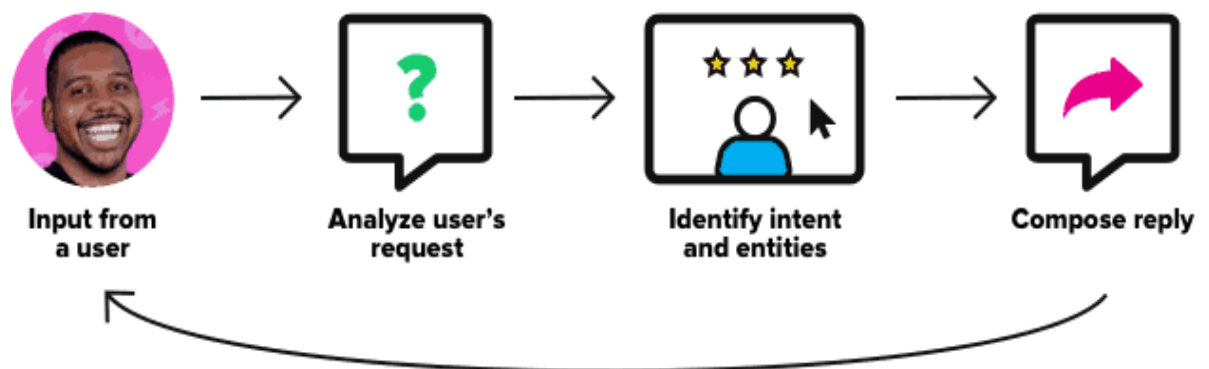 Input from
a user
Analyze user's
request
Identify intent
and entities
Compose reply